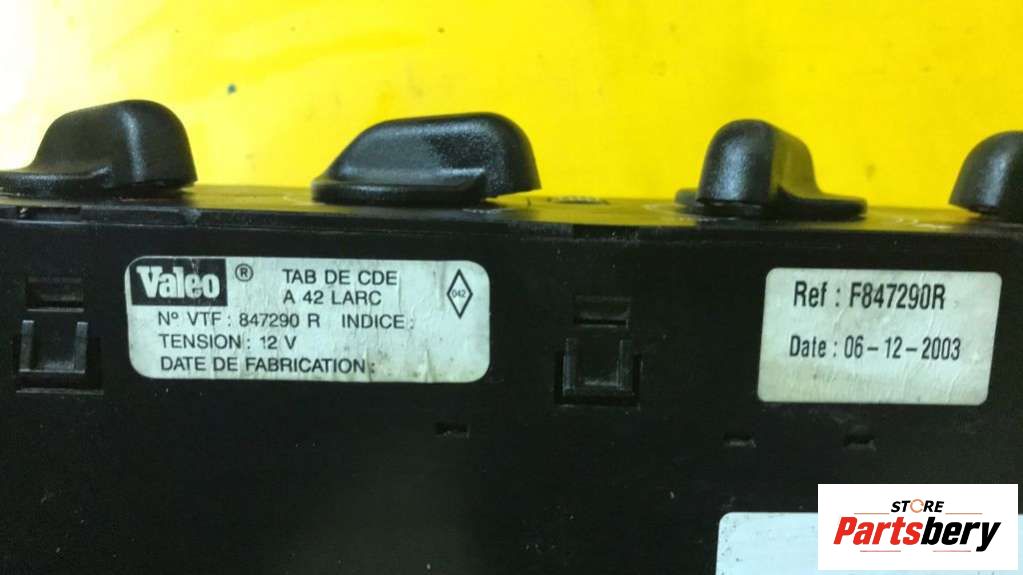 Valeo ® TAB DE CDE
A 42 LARC
042
Nº VTF : 847290 R INDICE :
TENSION : 12 V
DATE DE FABRICATION :
Ref : F847290R
Date : 06-12-2003
STORE
Partsbery